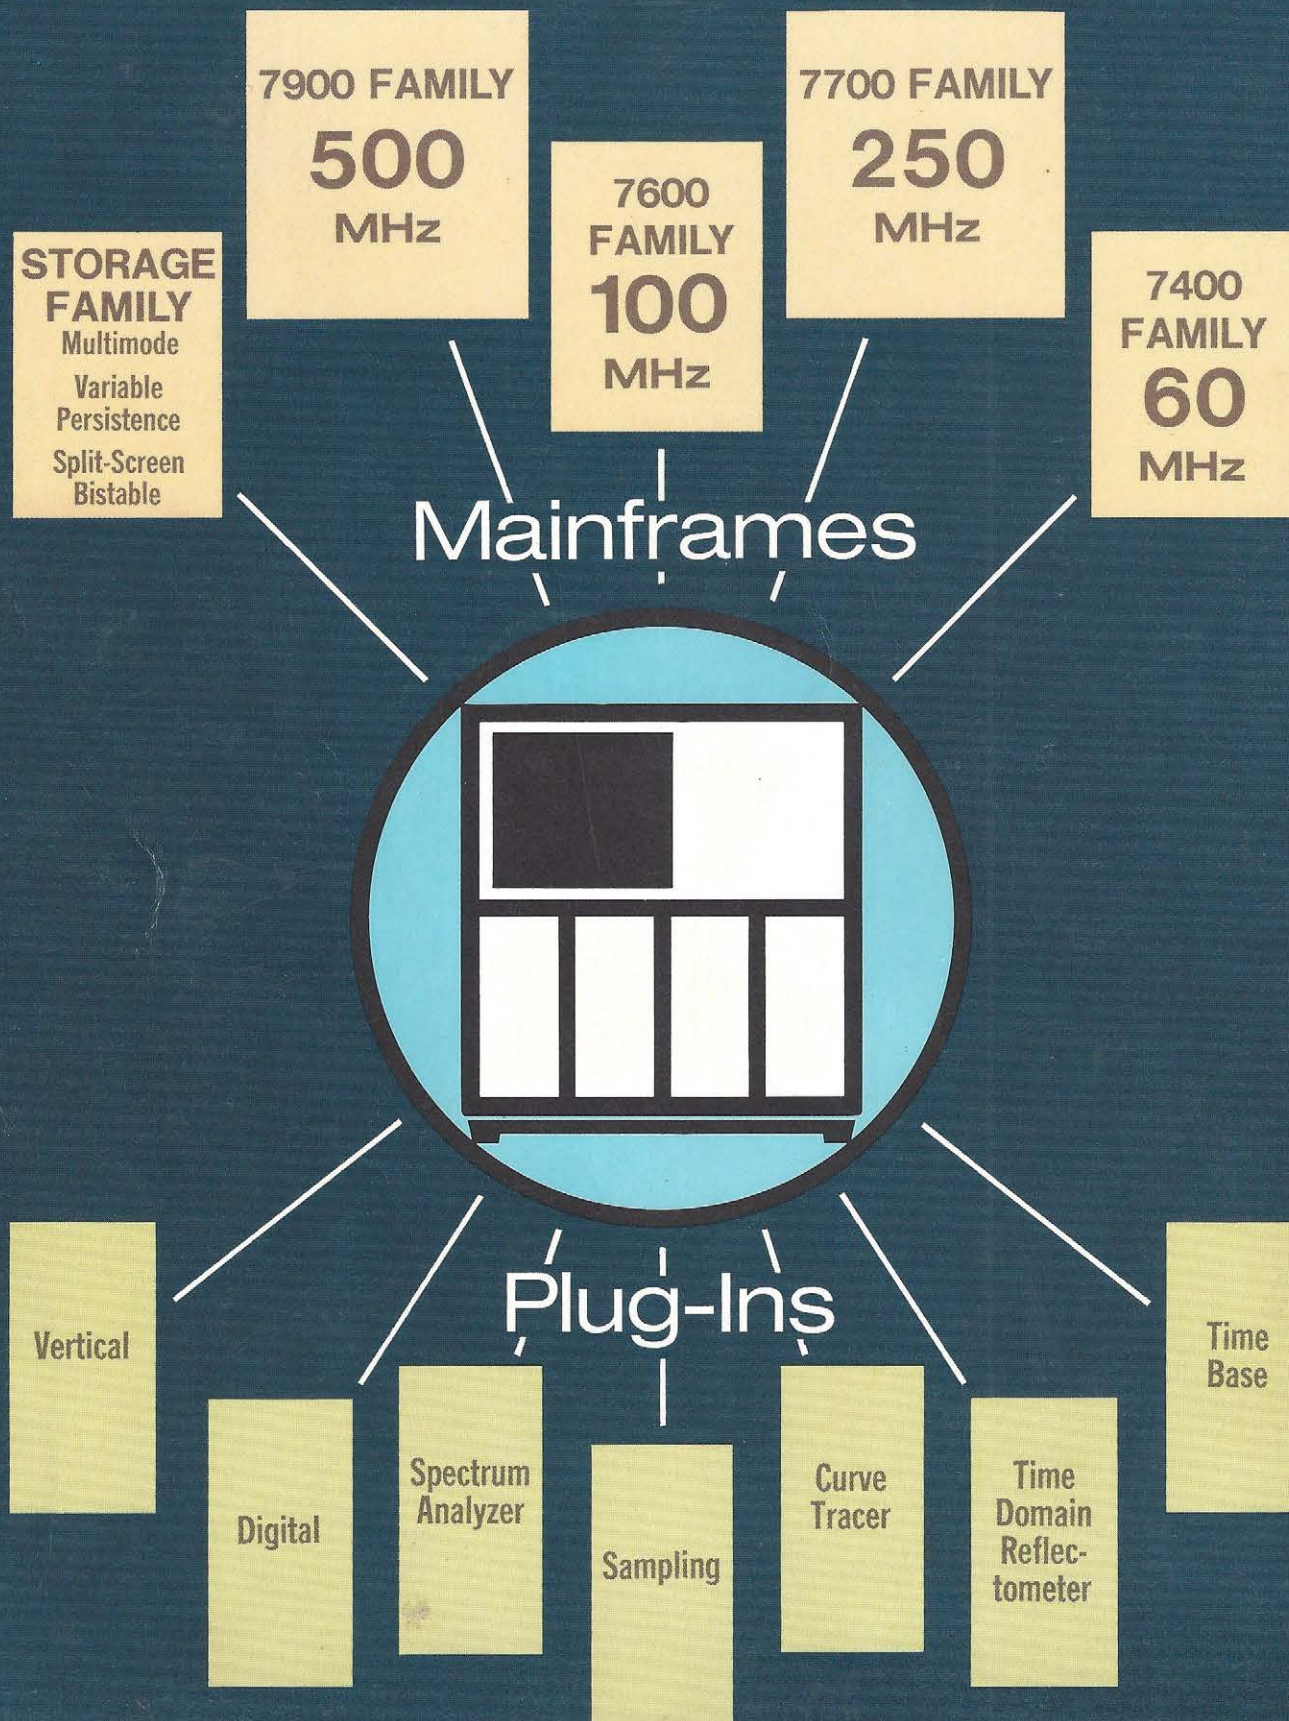 7900 FAMILY
500
MHz
7700 FAMILY
250
MHz
7600
FAMILY
100
MHz
STORAGE
FAMILY
Multimode
Variable
Persistence
Split-Screen
Bistable
7400
FAMILY
60
MHz
Mainframes
Plug-Ins
Vertical
Digital
Spectrum
Analyzer
Sampling
Curve
Tracer
Time
Domain
Reflec-
tometer
Time
Base